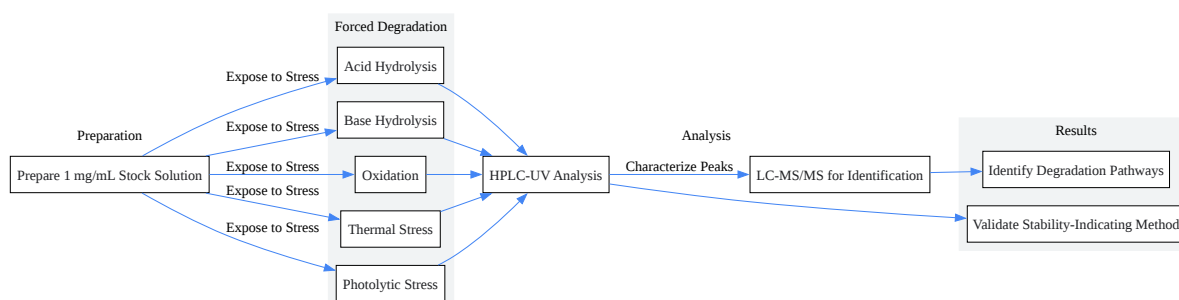 Preparation
Prepare 1 mg/mL Stock Solution
Expose to Stress
Expose to Stress
Expose to Stress
Expose to Stress
Expose to Stress
Forced Degradation
Acid Hydrolysis
Base Hydrolysis
Oxidation
Thermal Stress
Photolytic Stress
HPLC-UV Analysis
Analysis
Characterize Peaks
LC-MS/MS for Identification
Results
Identify Degradation Pathways
Validate Stability-Indicating Method